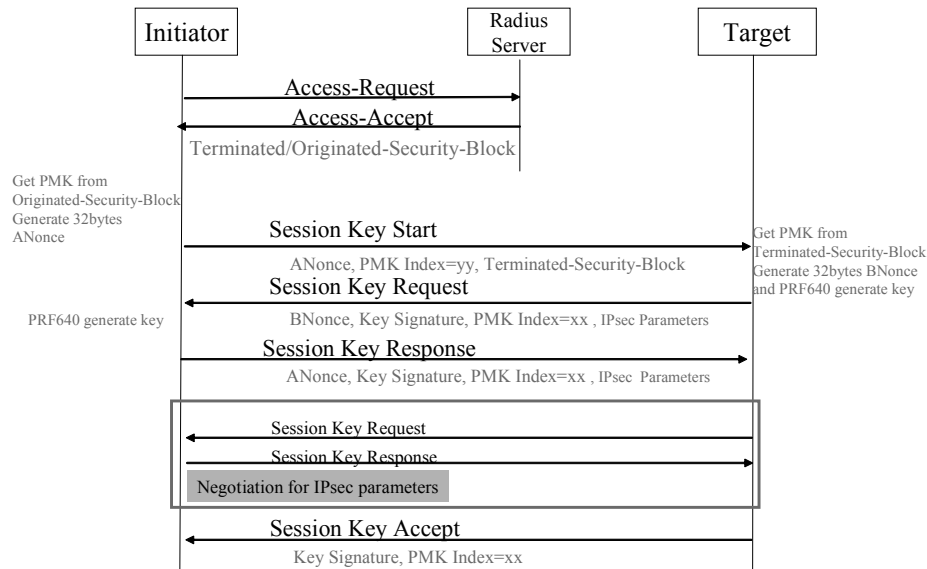 Initiator
Radius
Server
Target
Access-Request
Access-Accept
Terminated/Originated-Security-Block
Get PMK from
Originated-Security-Block
Generate 32bytes
ANonce
Session Key Start
ANonce, PMK Index=yy, Terminated-Security-Block
Get PMK from
Terminated-Security-Block
Generate 32bytes BNonce
and PRF640 generate key
Session Key Request
BNonce, Key Signature, PMK Index=xx , IPsec Parameters
PRF640 generate key
Session Key Response
ANonce, Key Signature, PMK Index=xx , IPsec Parameters
Session Key Request
Session Key Response
Negotiation for IPsec parameters
Session Key Accept
Key Signature, PMK Index=xx